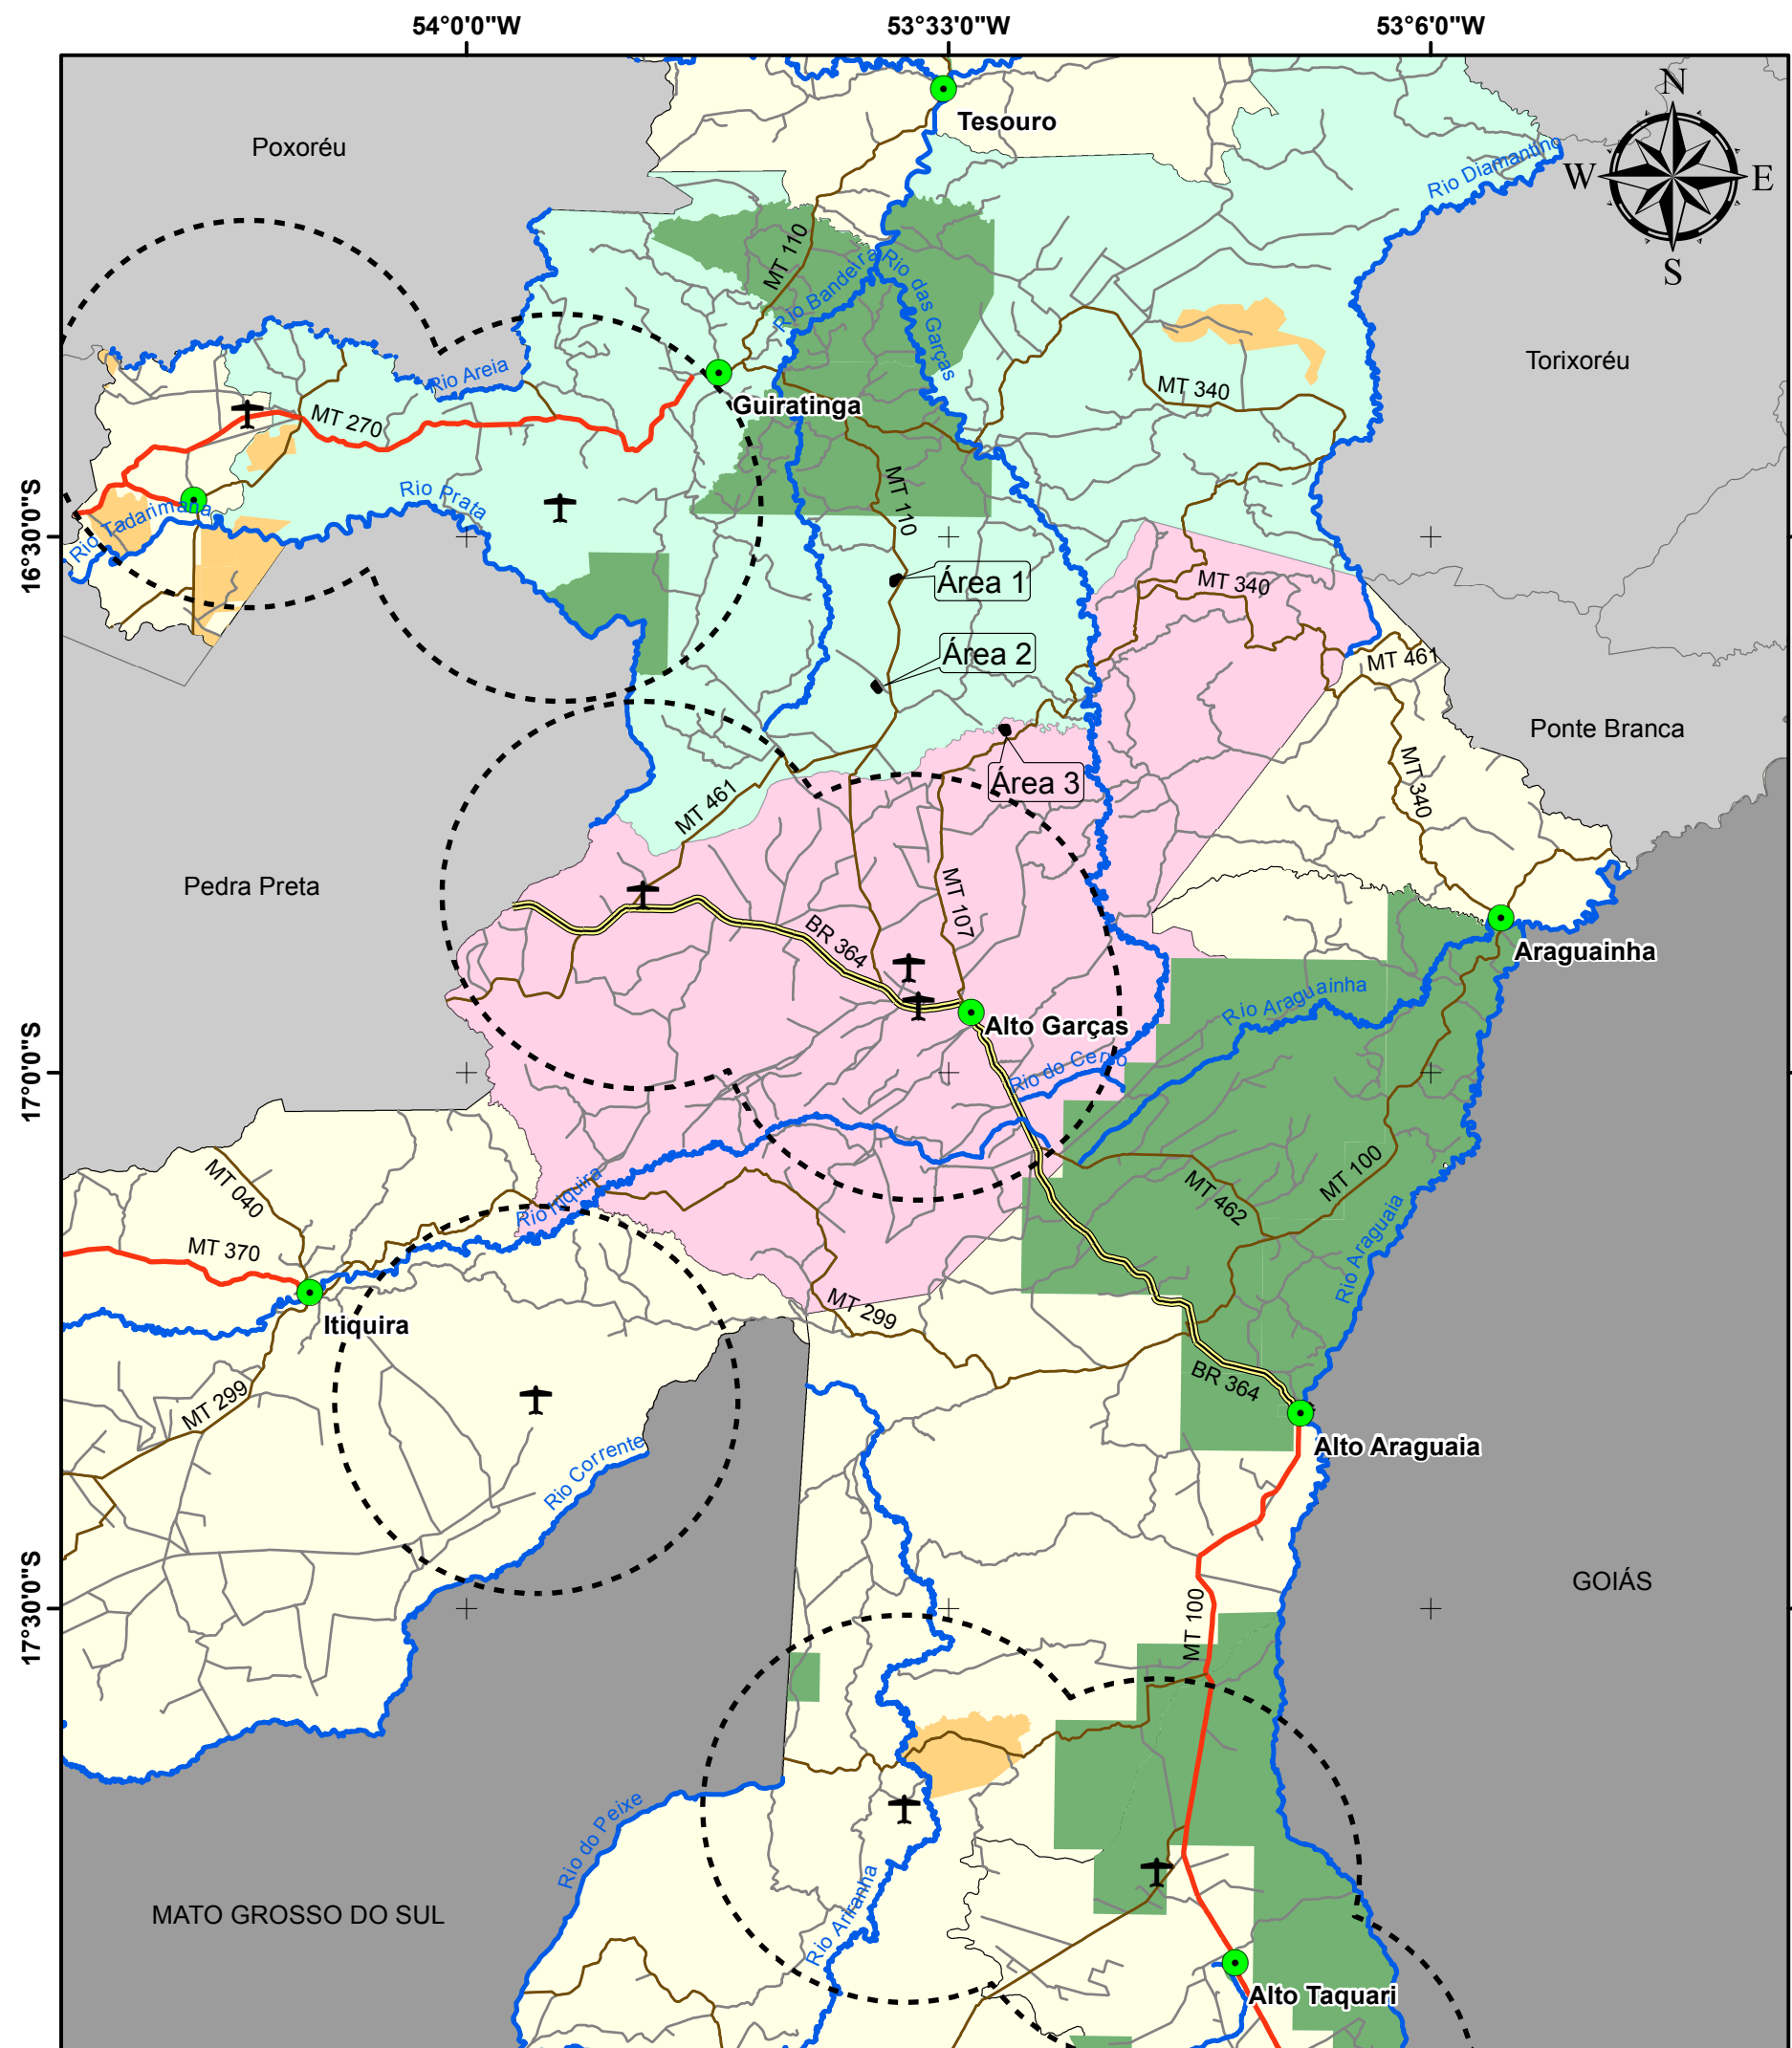 54°0'0"W
53°33'0"W
53°6'0"W
N
W
E
S
Tesouro
Poxoréu
Rio Diamantino
MT 110
Rio Bandeira
Rio das Garças
Torixoréu
Rio Areia
MT 340
Guiratinga
MT 270
Rio Prata
Rio Tadarimana
MT 110
16°30'0"S
Área 1
MT 340
Área 2
MT 461
Ponte Branca
Área 3
MT 340
MT 461
Pedra Preta
MT 107
BR 364
Araguainha
Rio Araguainha
Alto Garças
Rio do Cervo
17°0'0"S
MT 040
Rio Itiquira
MT 462
MT 100
Rio Araguaia
MT 370
Itiquira
MT 299
MT 299
BR 364
Alto Araguaia
Rio Corrente
GOIÁS
17°30'0"S
MT 100
Rio do Peixe
Rio Ariranha
MATO GROSSO DO SUL
Alto Taquari